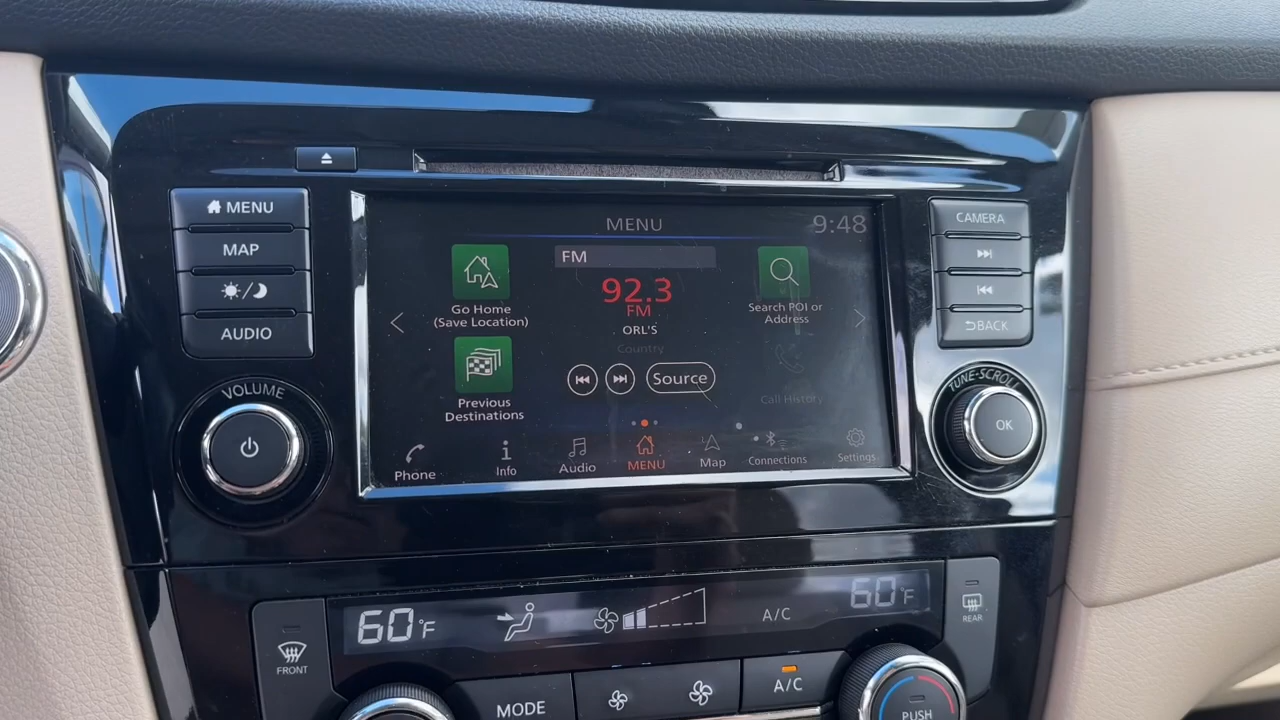 MENU
MAP
/
AUDIO
VOLUME
MENU
9:48
FM
92.3
FM
ORL'S
Country
Source
Go Home
(Save Location)
Previous
Destinations
Search POI or
Address
Call History
Phone
Info
Audio
MENU
Map
Connections
Settings
CAMERA
BACK
TUNE-SCROLL
OK
60°F
A/C
60°F
FRONT
REAR
MODE
A/C
PUSH